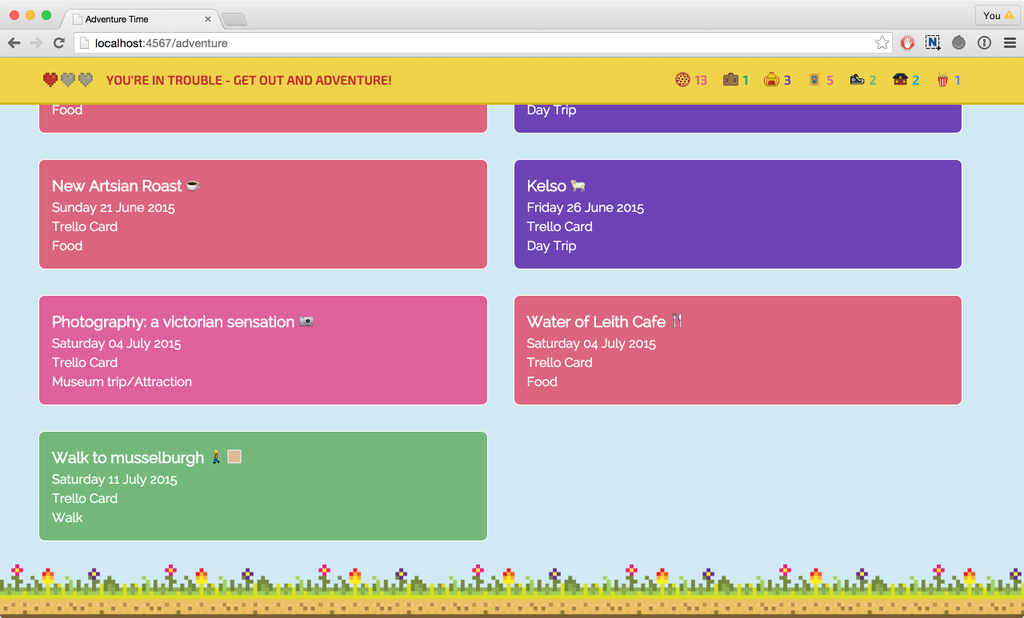 Adventure Time
You
localhost:4567/adventure
YOU'RE IN TROUBLE - GET OUT AND ADVENTURE!
13 1 3 5 2 2 1
Food
Day Trip
New Artsian Roast
Sunday 21 June 2015
Trello Card
Food
Kelso
Friday 26 June 2015
Trello Card
Day Trip
Photography: a victorian sensation
Saturday 04 July 2015
Trello Card
Museum trip/Attraction
Water of Leith Cafe
Saturday 04 July 2015
Trello Card
Food
Walk to musselburgh
Saturday 11 July 2015
Trello Card
Walk